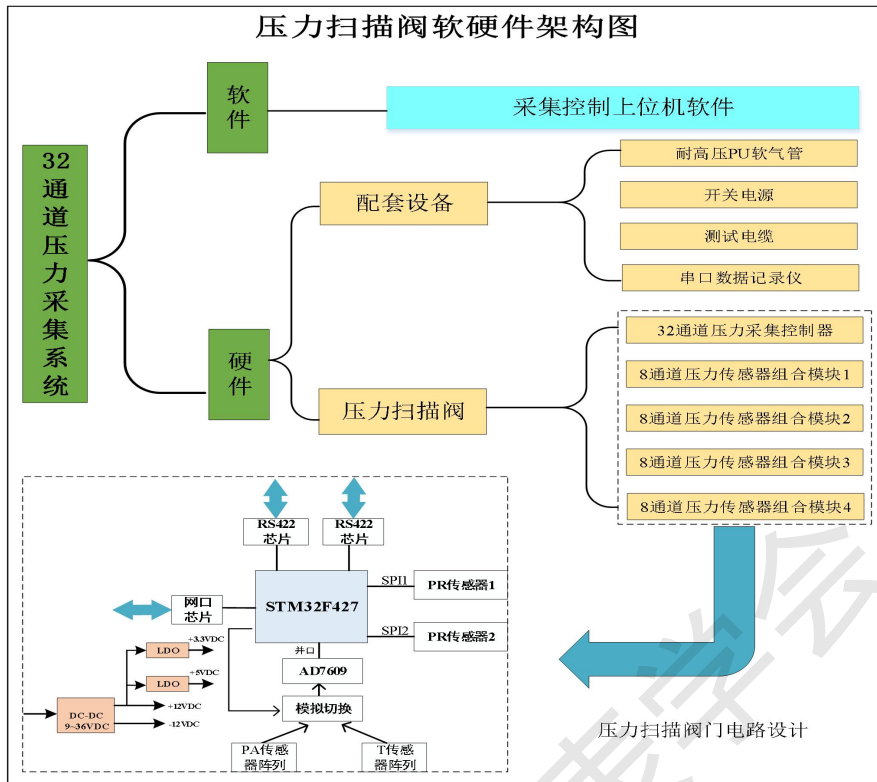 压力扫描阀软硬件架构图
32通道压力采集系统
软件
采集控制上位机软件
硬件
配套设备
耐高压PU软气管
开关电源
测试电缆
串口数据记录仪
压力扫描阀
32通道压力采集控制器
8通道压力传感器组合模块1
8通道压力传感器组合模块2
8通道压力传感器组合模块3
8通道压力传感器组合模块4
RS422
芯片
RS422
芯片
网口
芯片
STM32F427
SPI1
PR传感器1
SPI2
PR传感器2
并口
AD7609
模拟切换
PA传感
器阵列
T传感
器阵列
LDO
+3.3VDC
LDO
+5VDC
DC-DC
9~36VDC
+12VDC
-12VDC
压力扫描阀门电路设计
表学会